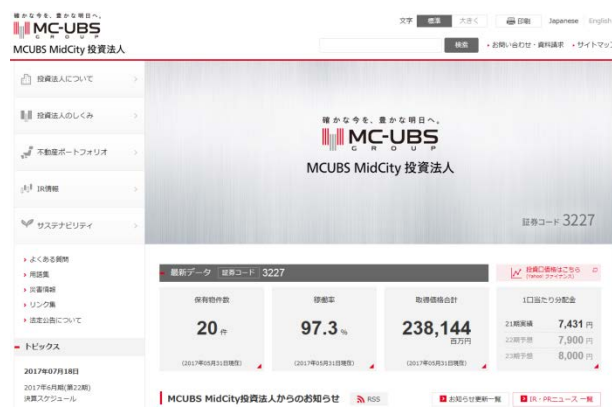 確かな今を、豊かな明日へ。
MC-UBS
GROUP
MCUBS MidCity 投資法人
文字 標準 大きく 印刷 Japanese English
検索 お問い合わせ・資料請求 サイトマップ
投資法人について
投資法人のしくみ
不動産ポートフォリオ
IR情報
サステナビリティ
よくある質問
用語集
災害情報
リンク集
法定公告について
トピックス
2017年07月18日
2017年6月期(第22期)
決算スケジュール
確かな今を、豊かな明日へ。
MC-UBS
GROUP
MCUBS MidCity 投資法人
証券コード 3227
最新データ 証券コード 3227
投資口価格はこちら
(Yahoo! ファイナンス)
保有物件数
20 件
(2017年05月31日現在)
稼働率
97.3 %
(2017年05月31日現在)
取得価格合計
238,144
百万円
(2017年05月31日現在)
1口当たり分配金
21期実績 7,431 円
22期予想 7,900 円
23期予想 8,000 円
MCUBS MidCity投資法人からのお知らせ RSS
お知らせ更新一覧 IR・PRニュース 一覧